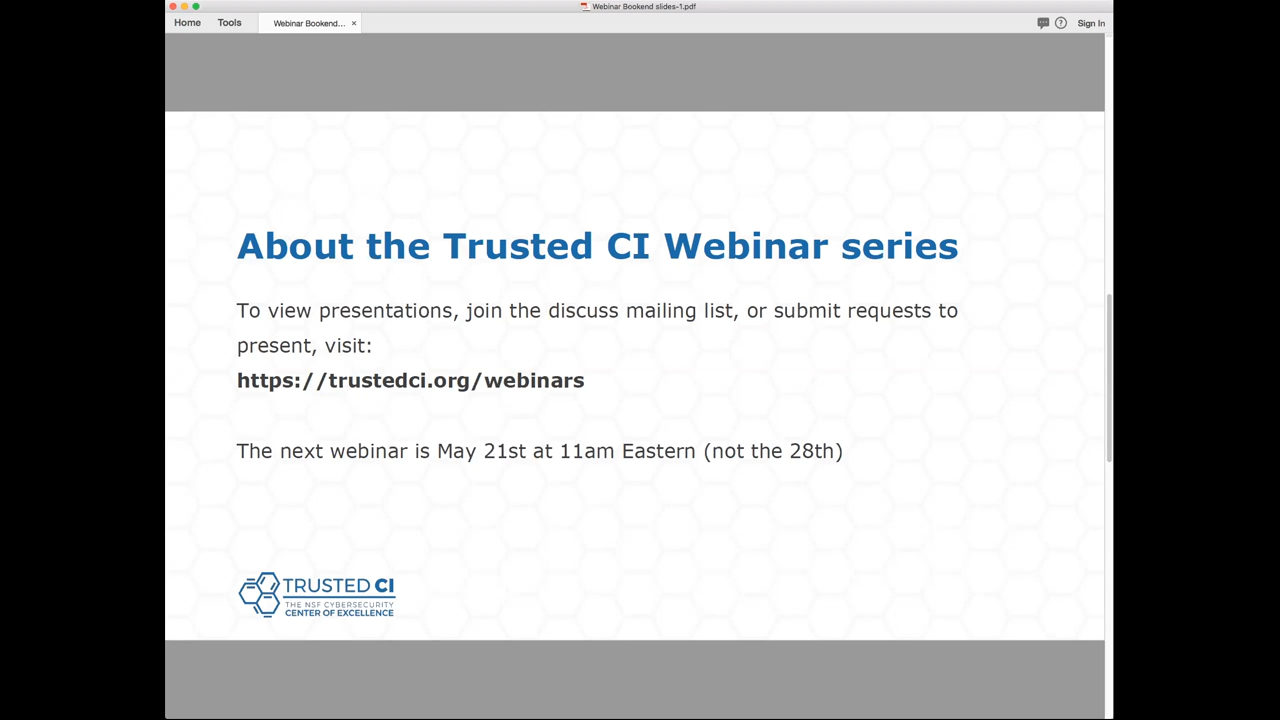 Webinar Bookend slides-1.pdf
Home Tools Webinar Bookend... × ? Sign In
About the Trusted CI Webinar series
To view presentations, join the discuss mailing list, or submit requests to
present, visit:
https://trustedci.org/webinars
The next webinar is May 21st at 11am Eastern (not the 28th)
TRUSTED CI
THE NSF CYBERSECURITY
CENTER OF EXCELLENCE